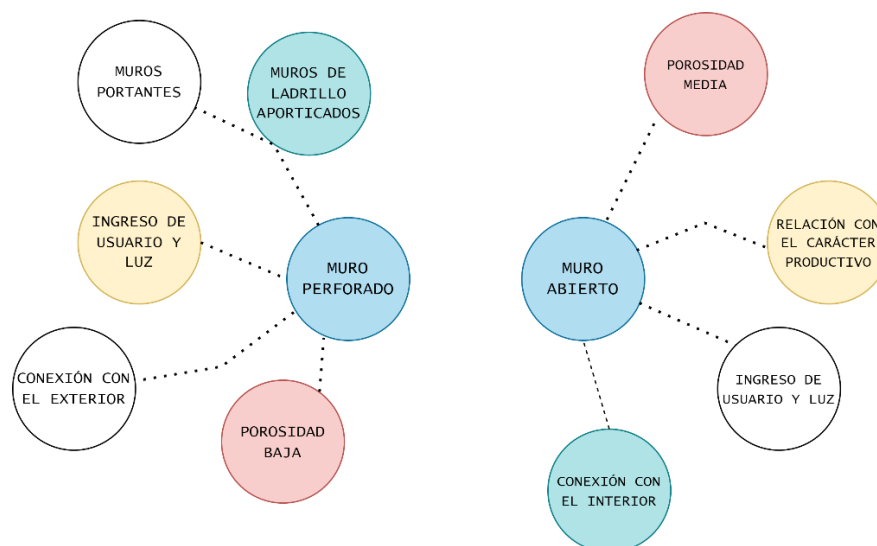 MUROS
PORTANTES
MUROS DE
LADRILLO
APORTICADOS
INGRESO DE
USUARIO Y
LUZ
MURO
PERFORADO
CONEXIÓN CON
EL EXTERIOR
POROSIDAD
BAJA
POROSIDAD
MEDIA
RELACIÓN CON
EL CARÁCTER
PRODUCTIVO
MURO
ABIERTO
INGRESO DE
USUARIO Y LUZ
CONEXIÓN CON
EL INTERIOR